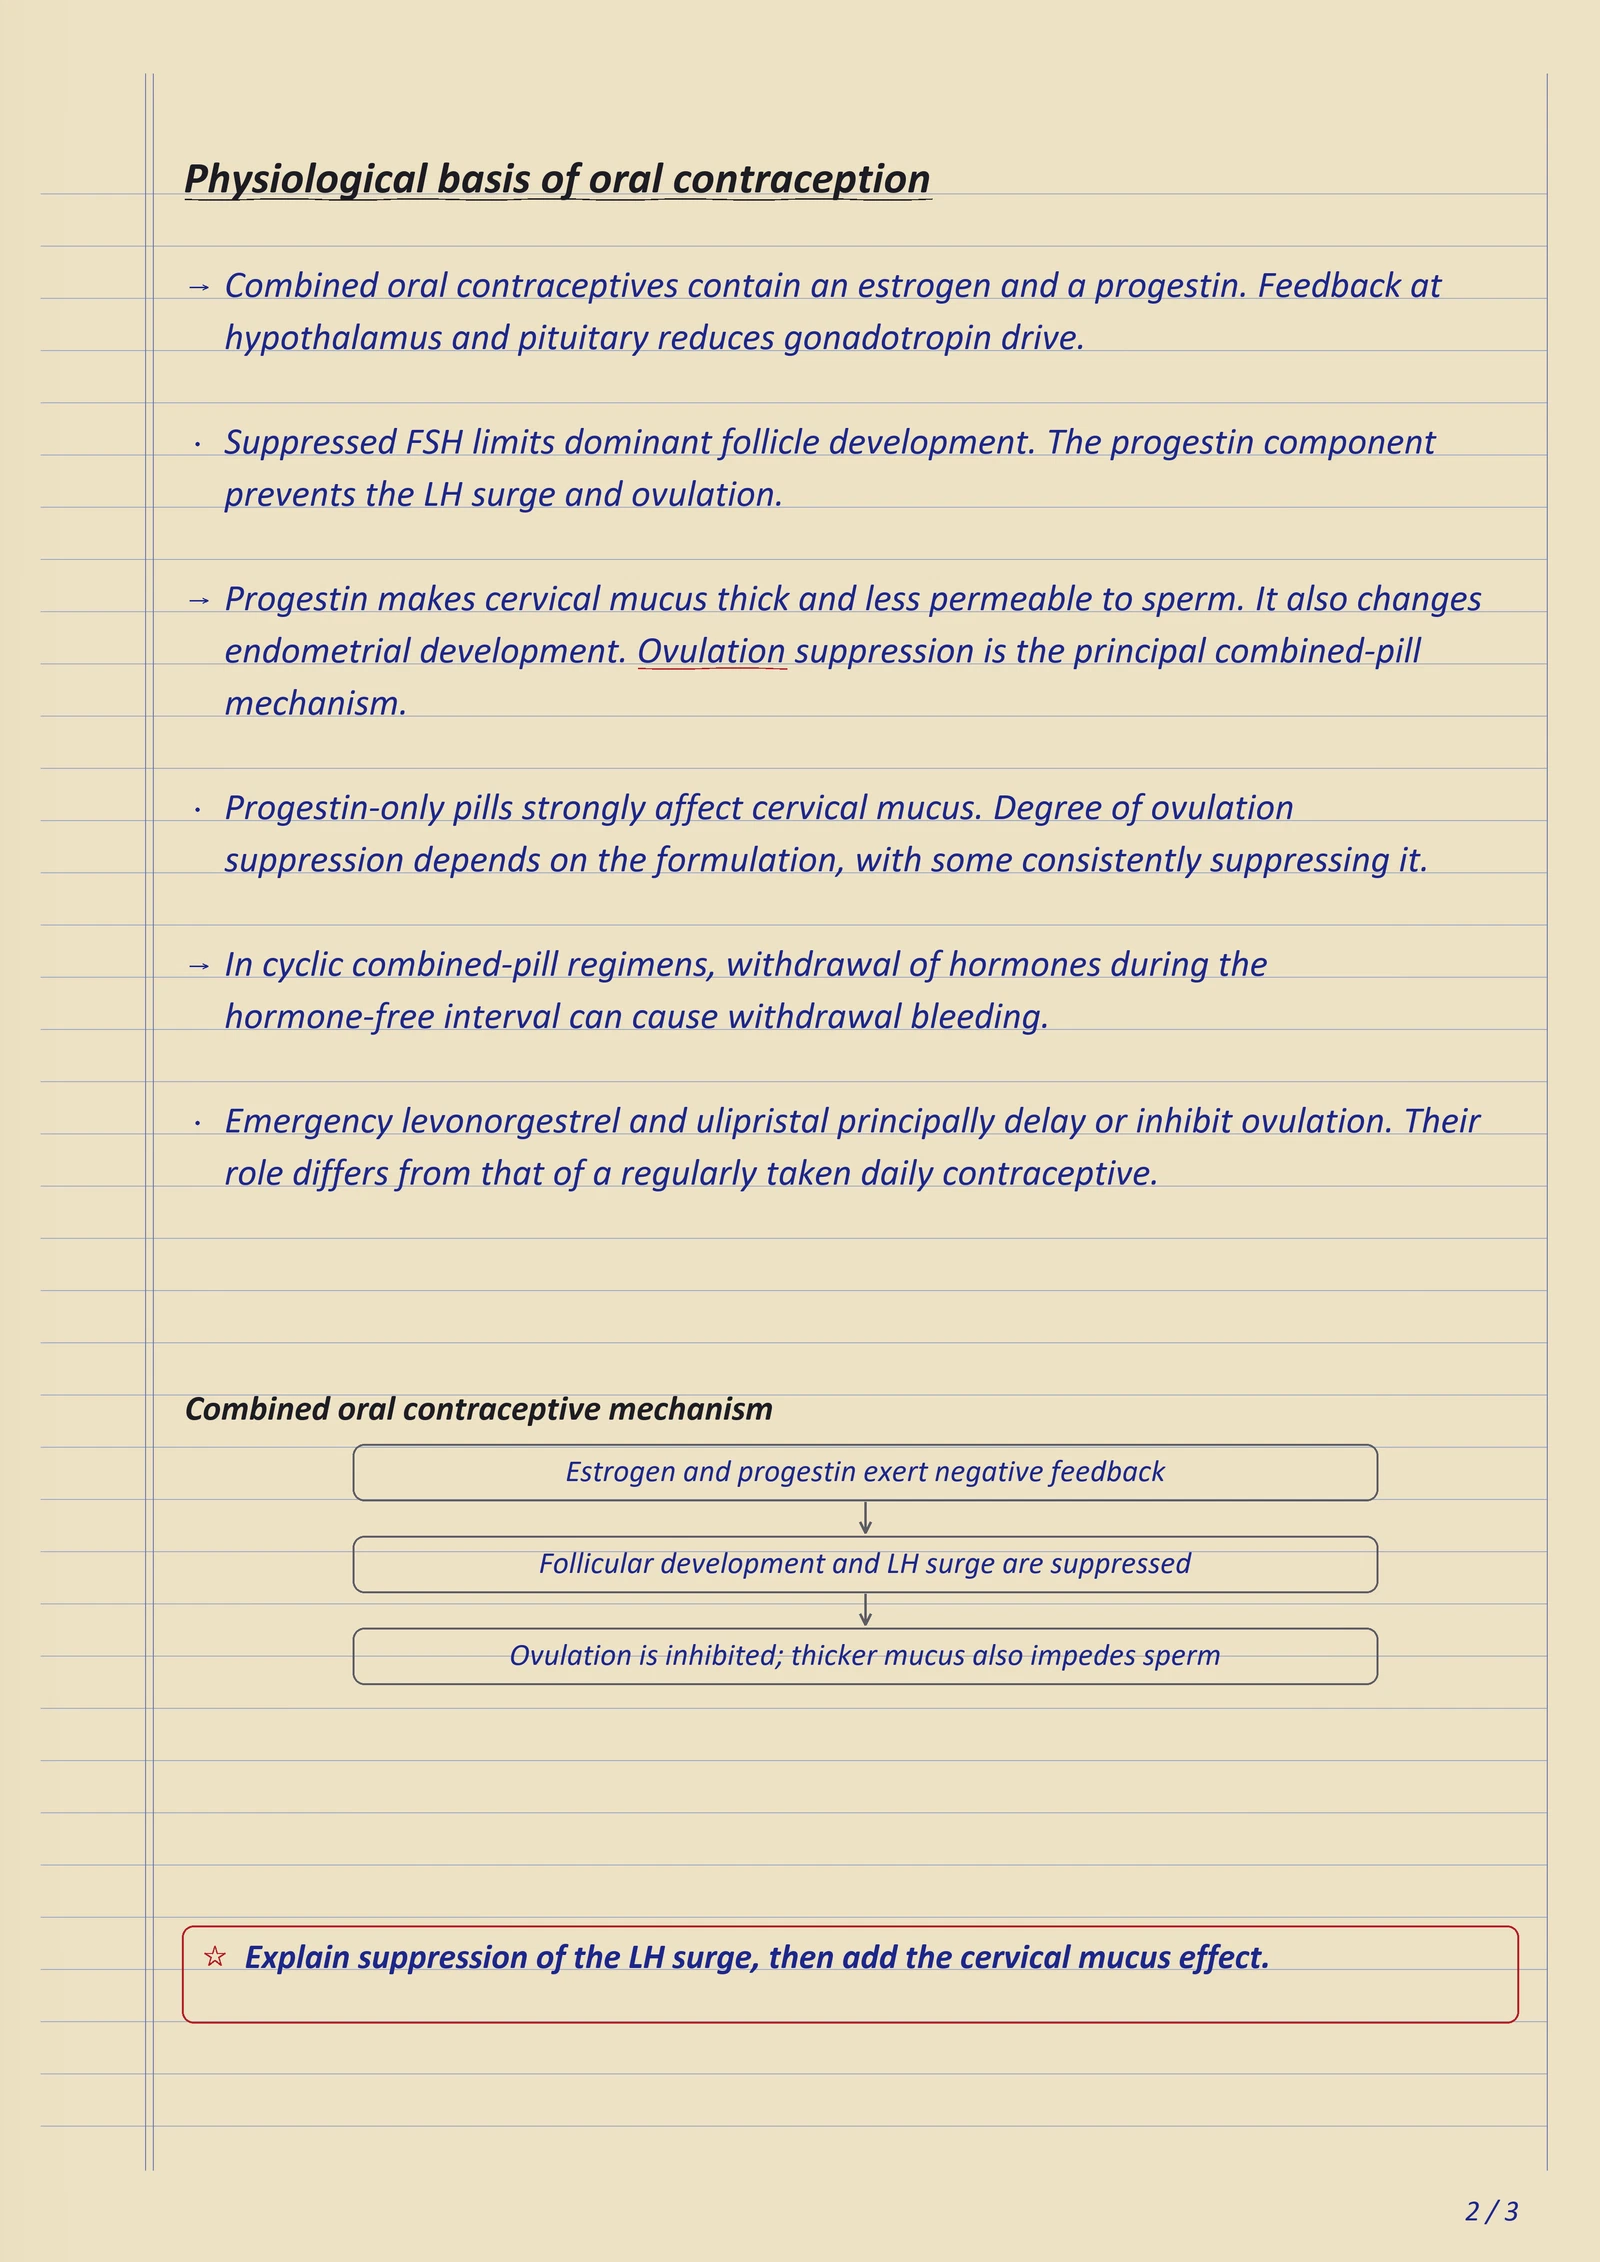 Physiological basis of oral contraception
→ Combined oral contraceptives contain an estrogen and a progestin. Feedback at
hypothalamus and pituitary reduces gonadotropin drive.
· Suppressed FSH limits dominant follicle development. The progestin component
prevents the LH surge and ovulation.
→ Progestin makes cervical mucus thick and less permeable to sperm. It also changes
endometrial development. Ovulation suppression is the principal combined-pill
mechanism.
· Progestin-only pills strongly affect cervical mucus. Degree of ovulation
suppression depends on the formulation, with some consistently suppressing it.
→ In cyclic combined-pill regimens, withdrawal of hormones during the
hormone-free interval can cause withdrawal bleeding.
· Emergency levonorgestrel and ulipristal principally delay or inhibit ovulation. Their
role differs from that of a regularly taken daily contraceptive.
Combined oral contraceptive mechanism
Estrogen and progestin exert negative feedback
↓
Follicular development and LH surge are suppressed
↓
Ovulation is inhibited; thicker mucus also impedes sperm
☆ Explain suppression of the LH surge, then add the cervical mucus effect.
2 / 3